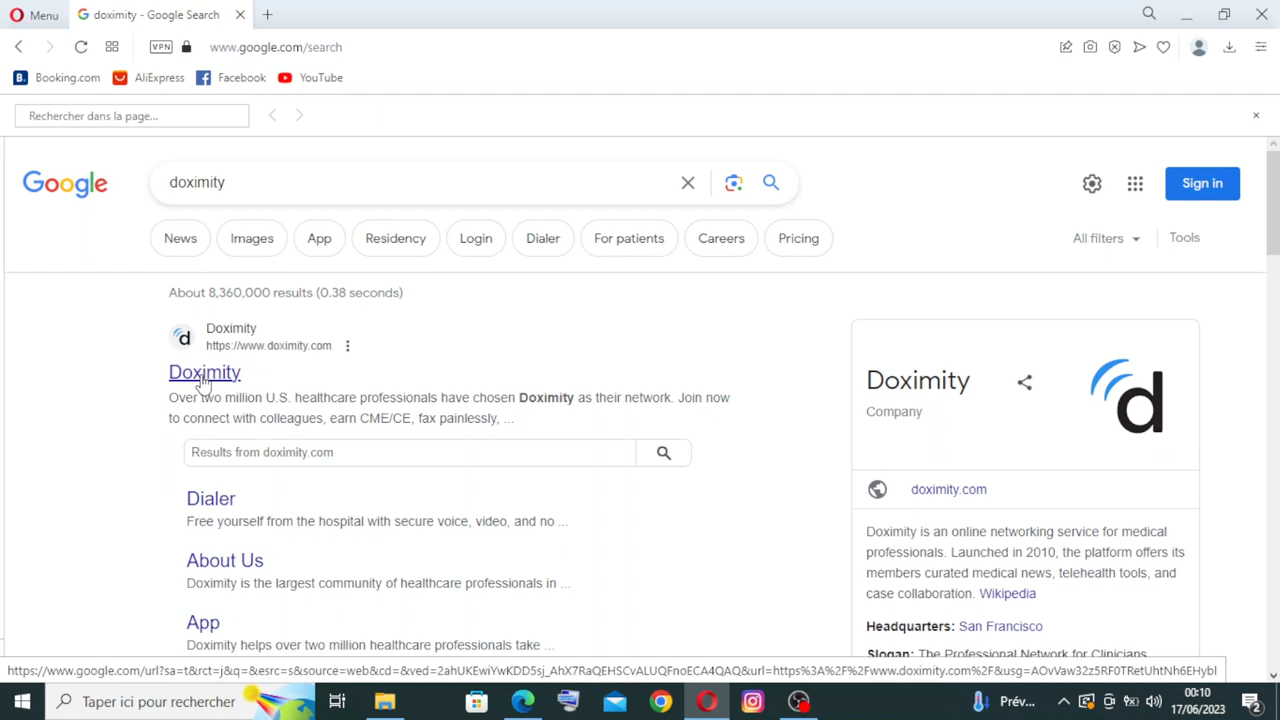 Menu
doximity - Google Search
VPN
www.google.com/search
B. Booking.com
AliExpress
Facebook
YouTube
Rechercher dans la page...
Google
doximity
Sign in
News
Images
App
Residency
Login
Dialer
For patients
Careers
Pricing
All filters
Tools
About 8,360,000 results (0.38 seconds)
d
Doximity
https://www.doximity.com
Doximity
Over two million U.S. healthcare professionals have chosen Doximity as their network. Join now
to connect with colleagues, earn CME/CE, fax painlessly, ...
Results from doximity.com
Dialer
Free yourself from the hospital with secure voice, video, and no ...
About Us
Doximity is the largest community of healthcare professionals in ...
App
Doximity helps over two million healthcare professionals take ...
Doximity
Company
d
doximity.com
Doximity is an online networking service for medical
professionals. Launched in 2010, the platform offers its
members curated medical news, telehealth tools, and
case collaboration. Wikipedia
Headquarters: San Francisco
Slogan: The Professional Network for Clinicians
https://www.google.com/url?sa=t&rct=j&q=&esrc=s&source=web&cd=&ved=2ahUKEwiYwKDD5sj_AhX7RaQEHSCvALUQFnoECA4QAQ&url=https%3A%2F%2Fwww.doximity.com%2F&usg=AOvVaw32z5RF0TRetUhtNh6EHybl
Taper ici pour rechercher
Prév...
00:10
17/06/2023
2